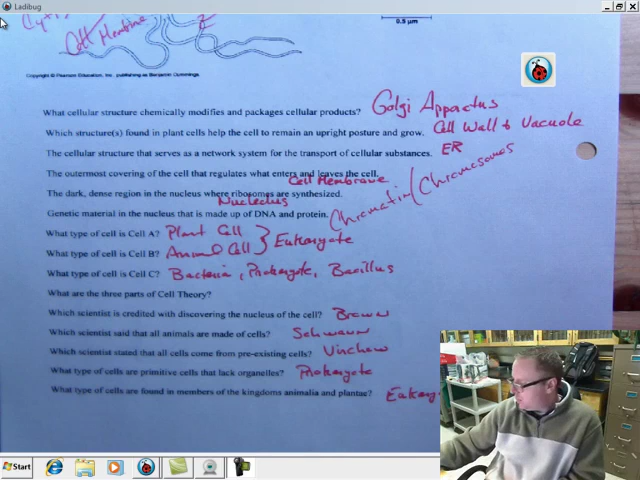 Ladibug
Cyto
Cell Membrane
0.5 µm
Copyright © Pearson Education, Inc., publishing as Benjamin Cummings.
What cellular structure chemically modifies and packages cellular products? Golgi Appactus
Which structure(s) found in plant cells help the cell to remain an upright posture and grow. Cell Wall & Vacuole
The cellular structure that serves as a network system for the transport of cellular substances. ER
The outermost covering of the cell that regulates what enters and leaves the cell.
Cell Membrane
The dark, dense region in the nucleus where ribosomes are synthesized.
Nucleolus
Genetic material in the nucleus that is made up of DNA and protein. Chromatin/Chromosomes
What type of cell is Cell A? Plant Cell
What type of cell is Cell B? Animal Cell } Eukaryote
What type of cell is Cell C? Bacteria, Prokaryote, Bacillus
What are the three parts of Cell Theory?
Which scientist is credited with discovering the nucleus of the cell? Brown
Which scientist said that all animals are made of cells? Schwann
Which scientist stated that all cells come from pre-existing cells? Virchow
What type of cells are primitive cells that lack organelles? Prokaryote
What type of cells are found in members of the kingdoms animalia and plantae? Eukary
Start